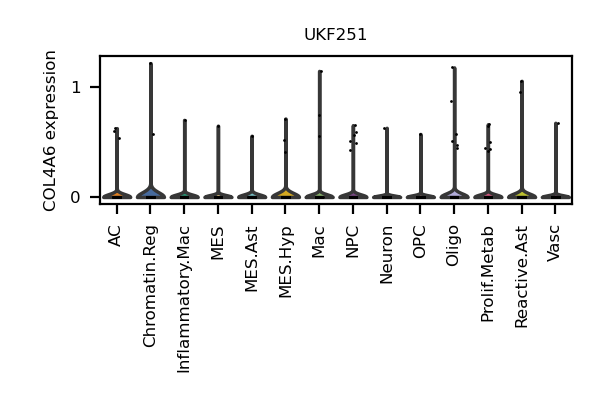 UKF251
COL4A6 expression
1
0
AC
Chromatin.Reg
Inflammatory.Mac
MES
MES.Ast
MES.Hyp
Mac
NPC
Neuron
OPC
Oligo
Prolif.Metab
Reactive.Ast
Vasc